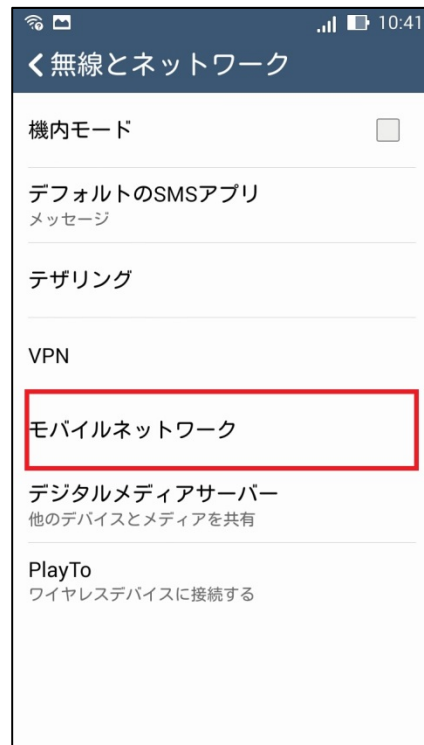 10:41
無線とネットワーク
機内モード
デフォルトのSMSアプリ
メッセージ
テザリング
VPN
モバイルネットワーク
デジタルメディアサーバー
他のデバイスとメディアを共有
PlayTo
ワイヤレスデバイスに接続する